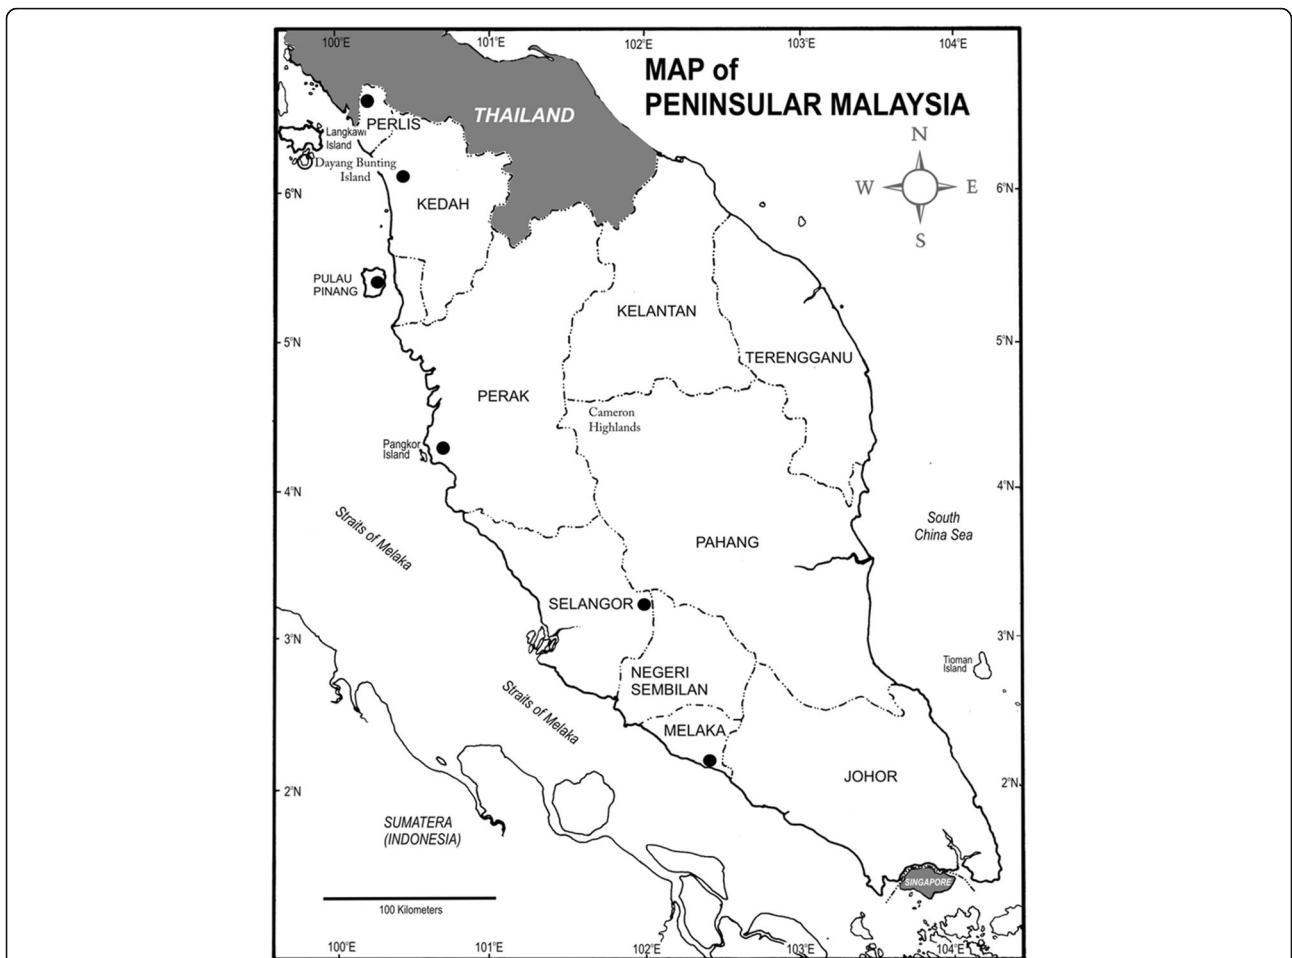 100°E 101°E 102°E 103°E 104°E
MAP of
PENINSULAR MALAYSIA
THAILAND
PERLIS
Langkawi
Island
Dayang Bunting
Island
N
W E
S
6°N 6°N
KEDAH
PULAU
PINANG
KELANTAN
5°N 5°N
TERENGGANU
PERAK
Cameron
Highlands
Pangkor
Island
4°N 4°N
Straits of Melaka
South
China Sea
PAHANG
SELANGOR
3°N 3°N
Tioman
Island
NEGERI
SEMBILAN
Straits of Melaka
MELAKA
JOHOR
2°N 2°N
SUMATERA
(INDONESIA)
SINGAPORE
100 Kilometers
100°E 101°E 102°E 103°E 104°E